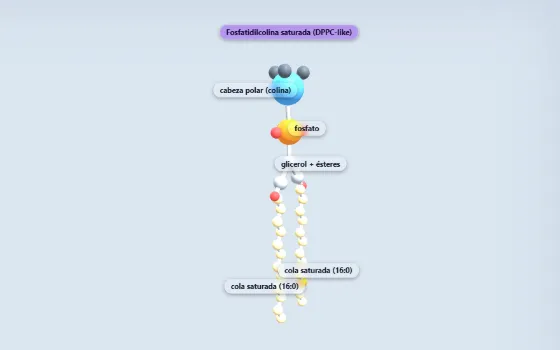 Fosfatidilcolina saturada (DPPC-like)
cabeza polar (colina)
fosfato
glicerol + ésteres
cola saturada (16:0)
cola saturada (16:0)